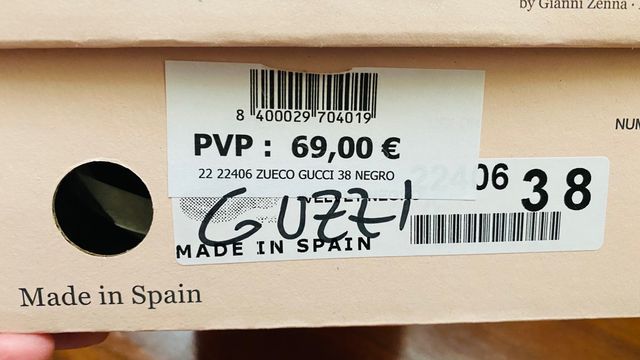 by Gianni Zenna ·
8 400029 704019
NUM
PVP : 69,00 €
22 22406 ZUECO GUCCI 38 NEGRO
22406 38
GUZZI
MADE IN SPAIN
Made in Spain